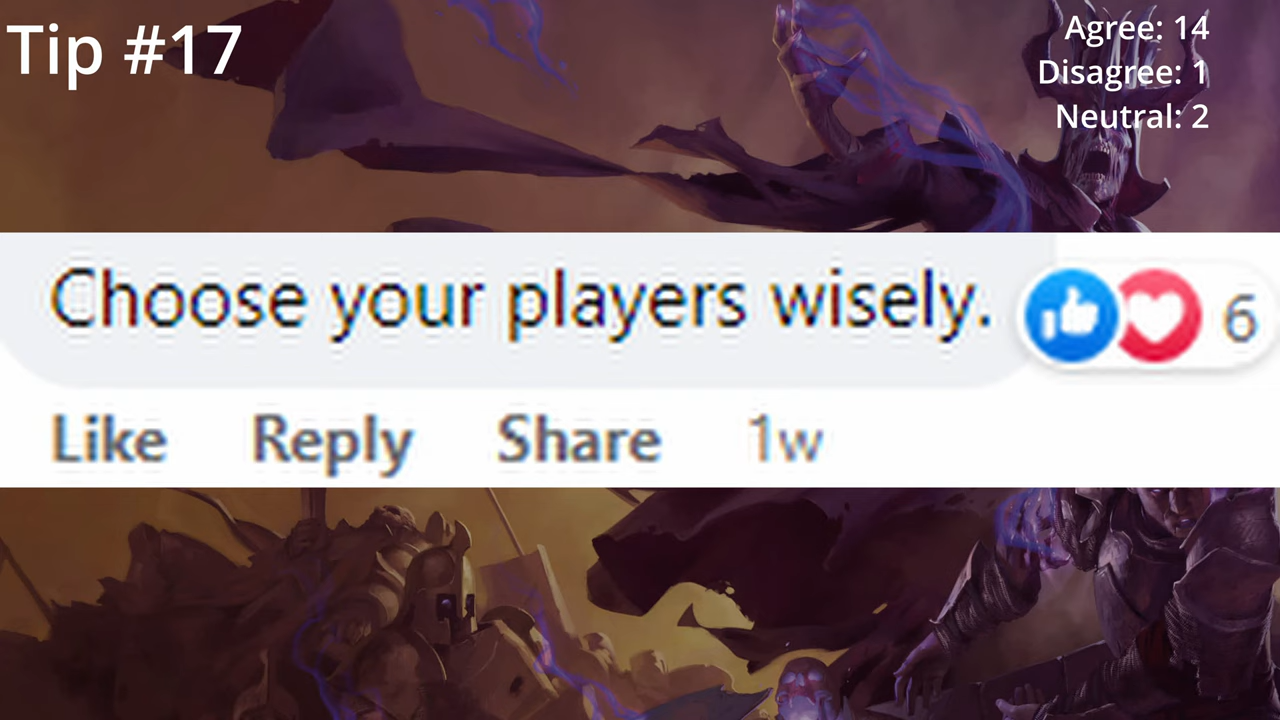 Tip #17
Agree: 14
Disagree: 1
Neutral: 2
Choose your players wisely.
6
Like Reply Share 1w